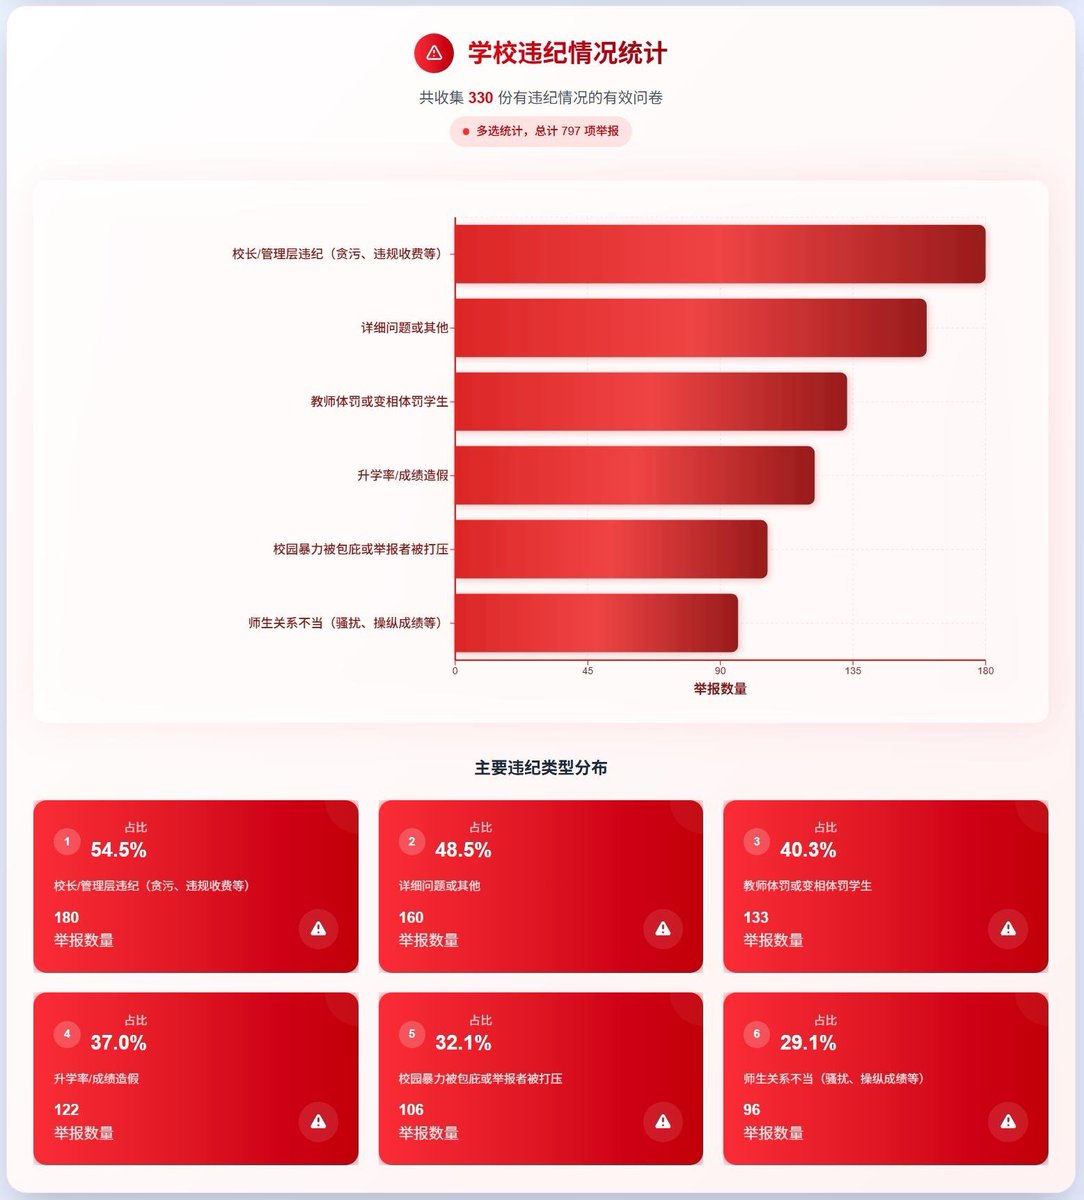 学校违纪情况统计
共收集 330 份有违纪情况的有效问卷
多选统计，总计 797 项举报
校长/管理层违纪（贪污、违规收费等）
详细问题或其他
教师体罚或变相体罚学生
升学率/成绩造假
校园暴力被包庇或举报者被打压
师生关系不当（骚扰、操纵成绩等）
0 45 90 135 180
举报数量
主要违纪类型分布
1
占比
54.5%
校长/管理层违纪（贪污、违规收费等）
180
举报数量
2
占比
48.5%
详细问题或其他
160
举报数量
3
占比
40.3%
教师体罚或变相体罚学生
133
举报数量
4
占比
37.0%
升学率/成绩造假
122
举报数量
5
占比
32.1%
校园暴力被包庇或举报者被打压
106
举报数量
6
占比
29.1%
师生关系不当（骚扰、操纵成绩等）
96
举报数量